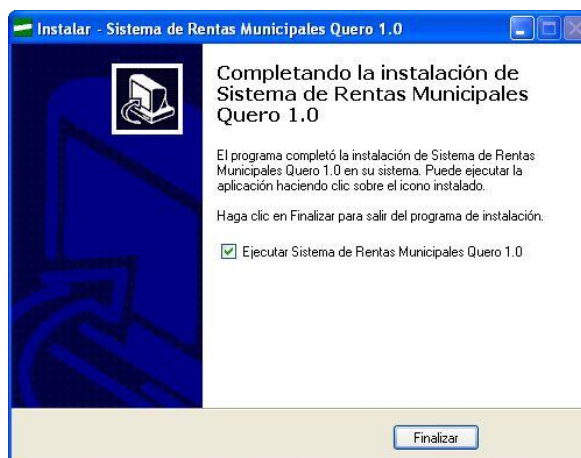 Instalar - Sistema de Rentas Municipales Quero 1.0
Completando la instalación de
Sistema de Rentas Municipales
Quero 1.0
El programa completó la instalación de Sistema de Rentas
Municipales Quero 1.0 en su sistema. Puede ejecutar la
aplicación haciendo clic sobre el icono instalado.
Haga clic en Finalizar para salir del programa de instalación.
Ejecutar Sistema de Rentas Municipales Quero 1.0
Finalizar